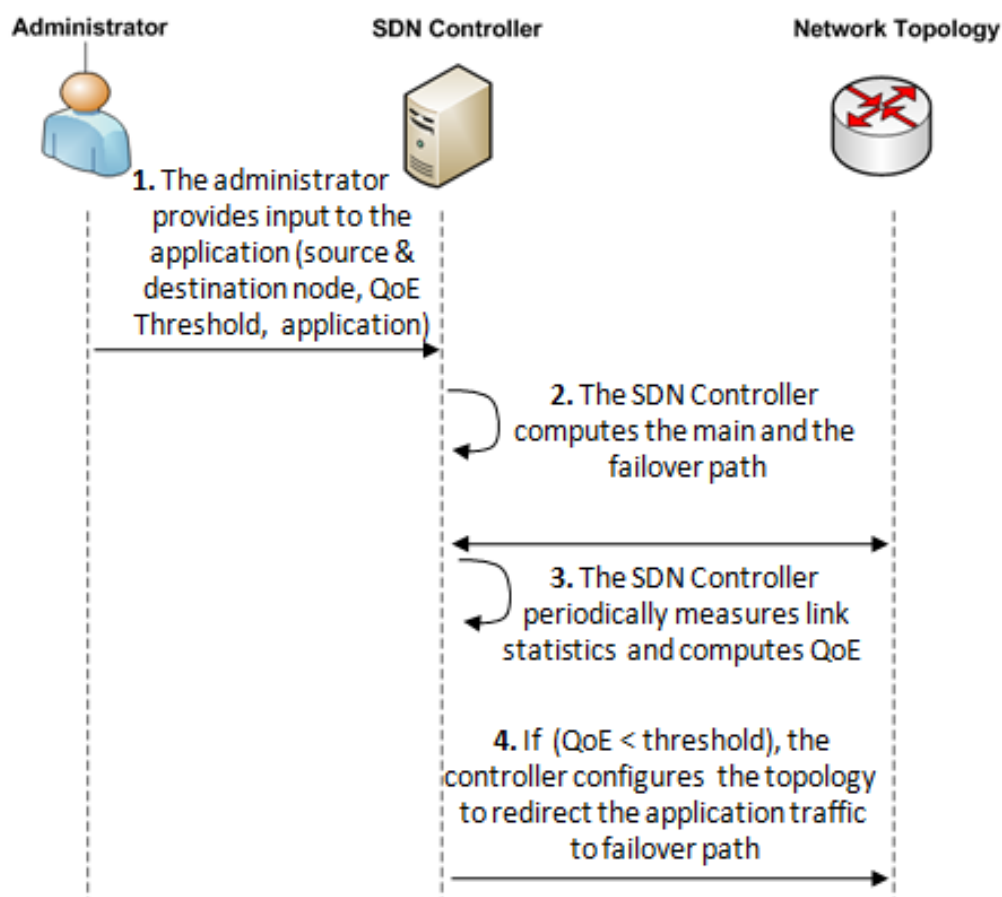 Administrator
SDN Controller
Network Topology
1. The administrator
provides input to the
application (source &
destination node, QoE
Threshold, application)
2. The SDN Controller
computes the main and the
failover path
3. The SDN Controller
periodically measures link
statistics and computes QoE
4. If (QoE < threshold), the
controller configures the topology
to redirect the application traffic
to failover path